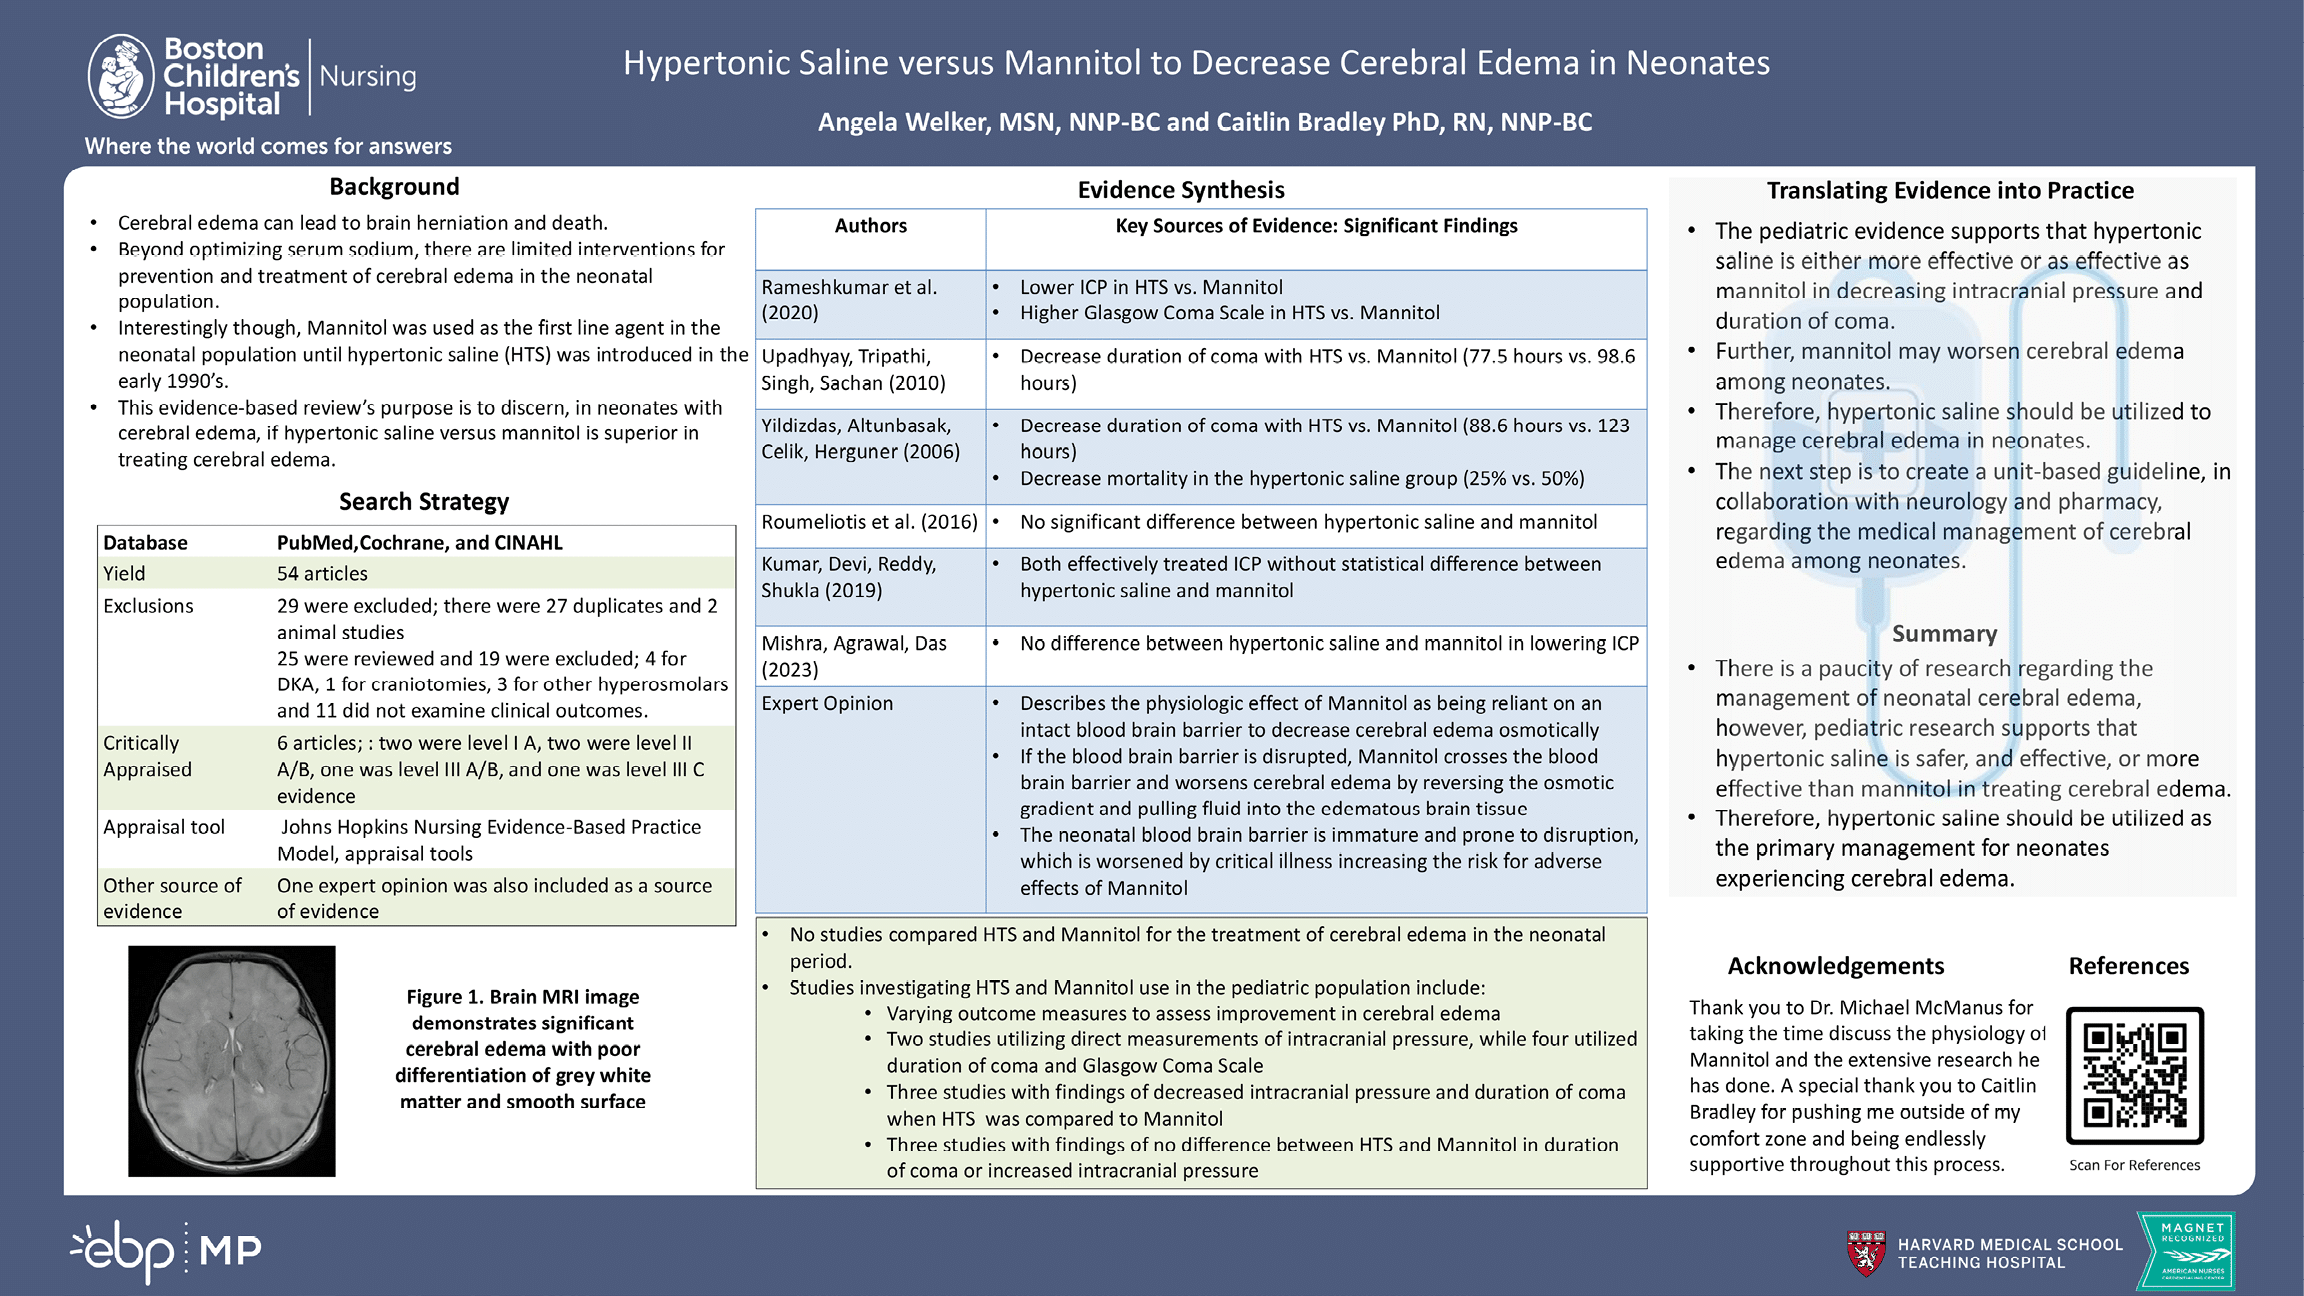 Boston
Children's
Hospital
Nursing
Where the world comes for answers
Hypertonic Saline versus Mannitol to Decrease Cerebral Edema in Neonates
Angela Welker, MSN, NNP-BC and Caitlin Bradley PhD, RN, NNP-BC
Background
• Cerebral edema can lead to brain herniation and death.
• Beyond optimizing serum sodium, there are limited interventions for
prevention and treatment of cerebral edema in the neonatal
population.
• Interestingly though, Mannitol was used as the first line agent in the
neonatal population until hypertonic saline (HTS) was introduced in the
early 1990's.
• This evidence-based review's purpose is to discern, in neonates with
cerebral edema, if hypertonic saline versus mannitol is superior in
treating cerebral edema.
Search Strategy
Database PubMed,Cochrane, and CINAHL
Yield 54 articles
Exclusions 29 were excluded; there were 27 duplicates and 2
animal studies
25 were reviewed and 19 were excluded; 4 for
DKA, 1 for craniotomies, 3 for other hyperosmolars
and 11 did not examine clinical outcomes.
Critically 6 articles; : two were level I A, two were level II
Appraised A/B, one was level III A/B, and one was level III C
evidence
Appraisal tool Johns Hopkins Nursing Evidence-Based Practice
Model, appraisal tools
Other source of One expert opinion was also included as a source
evidence of evidence
Figure 1. Brain MRI image
demonstrates significant
cerebral edema with poor
differentiation of grey white
matter and smooth surface
Evidence Synthesis
Authors Key Sources of Evidence: Significant Findings
Rameshkumar et al. • Lower ICP in HTS vs. Mannitol
(2020) • Higher Glasgow Coma Scale in HTS vs. Mannitol
Upadhyay, Tripathi, • Decrease duration of coma with HTS vs. Mannitol (77.5 hours vs. 98.6
Singh, Sachan (2010) hours)
Yildizdas, Altunbasak, • Decrease duration of coma with HTS vs. Mannitol (88.6 hours vs. 123
Celik, Herguner (2006) hours)
• Decrease mortality in the hypertonic saline group (25% vs. 50%)
Roumeliotis et al. (2016) • No significant difference between hypertonic saline and mannitol
Kumar, Devi, Reddy, • Both effectively treated ICP without statistical difference between
Shukla (2019) hypertonic saline and mannitol
Mishra, Agrawal, Das • No difference between hypertonic saline and mannitol in lowering ICP
(2023)
Expert Opinion • Describes the physiologic effect of Mannitol as being reliant on an
intact blood brain barrier to decrease cerebral edema osmotically
• If the blood brain barrier is disrupted, Mannitol crosses the blood
brain barrier and worsens cerebral edema by reversing the osmotic
gradient and pulling fluid into the edematous brain tissue
• The neonatal blood brain barrier is immature and prone to disruption,
which is worsened by critical illness increasing the risk for adverse
effects of Mannitol
• No studies compared HTS and Mannitol for the treatment of cerebral edema in the neonatal
period.
• Studies investigating HTS and Mannitol use in the pediatric population include:
• Varying outcome measures to assess improvement in cerebral edema
• Two studies utilizing direct measurements of intracranial pressure, while four utilized
duration of coma and Glasgow Coma Scale
• Three studies with findings of decreased intracranial pressure and duration of coma
when HTS was compared to Mannitol
• Three studies with findings of no difference between HTS and Mannitol in duration
of coma or increased intracranial pressure
Translating Evidence into Practice
• The pediatric evidence supports that hypertonic
saline is either more effective or as effective as
mannitol in decreasing intracranial pressure and
duration of coma.
• Further, mannitol may worsen cerebral edema
among neonates.
• Therefore, hypertonic saline should be utilized to
manage cerebral edema in neonates.
• The next step is to create a unit-based guideline, in
collaboration with neurology and pharmacy,
regarding the medical management of cerebral
edema among neonates.
Summary
• There is a paucity of research regarding the
management of neonatal cerebral edema,
however, pediatric research supports that
hypertonic saline is safer, and effective, or more
effective than mannitol in treating cerebral edema.
• Therefore, hypertonic saline should be utilized as
the primary management for neonates
experiencing cerebral edema.
Acknowledgements
Thank you to Dr. Michael McManus for
taking the time discuss the physiology of
Mannitol and the extensive research he
has done. A special thank you to Caitlin
Bradley for pushing me outside of my
comfort zone and being endlessly
supportive throughout this process.
References
Scan For References
ebp MP
HARVARD MEDICAL SCHOOL
TEACHING HOSPITAL
MAGNET
RECOGNIZED
AMERICAN NURSES
CREDENTIALING CENTER